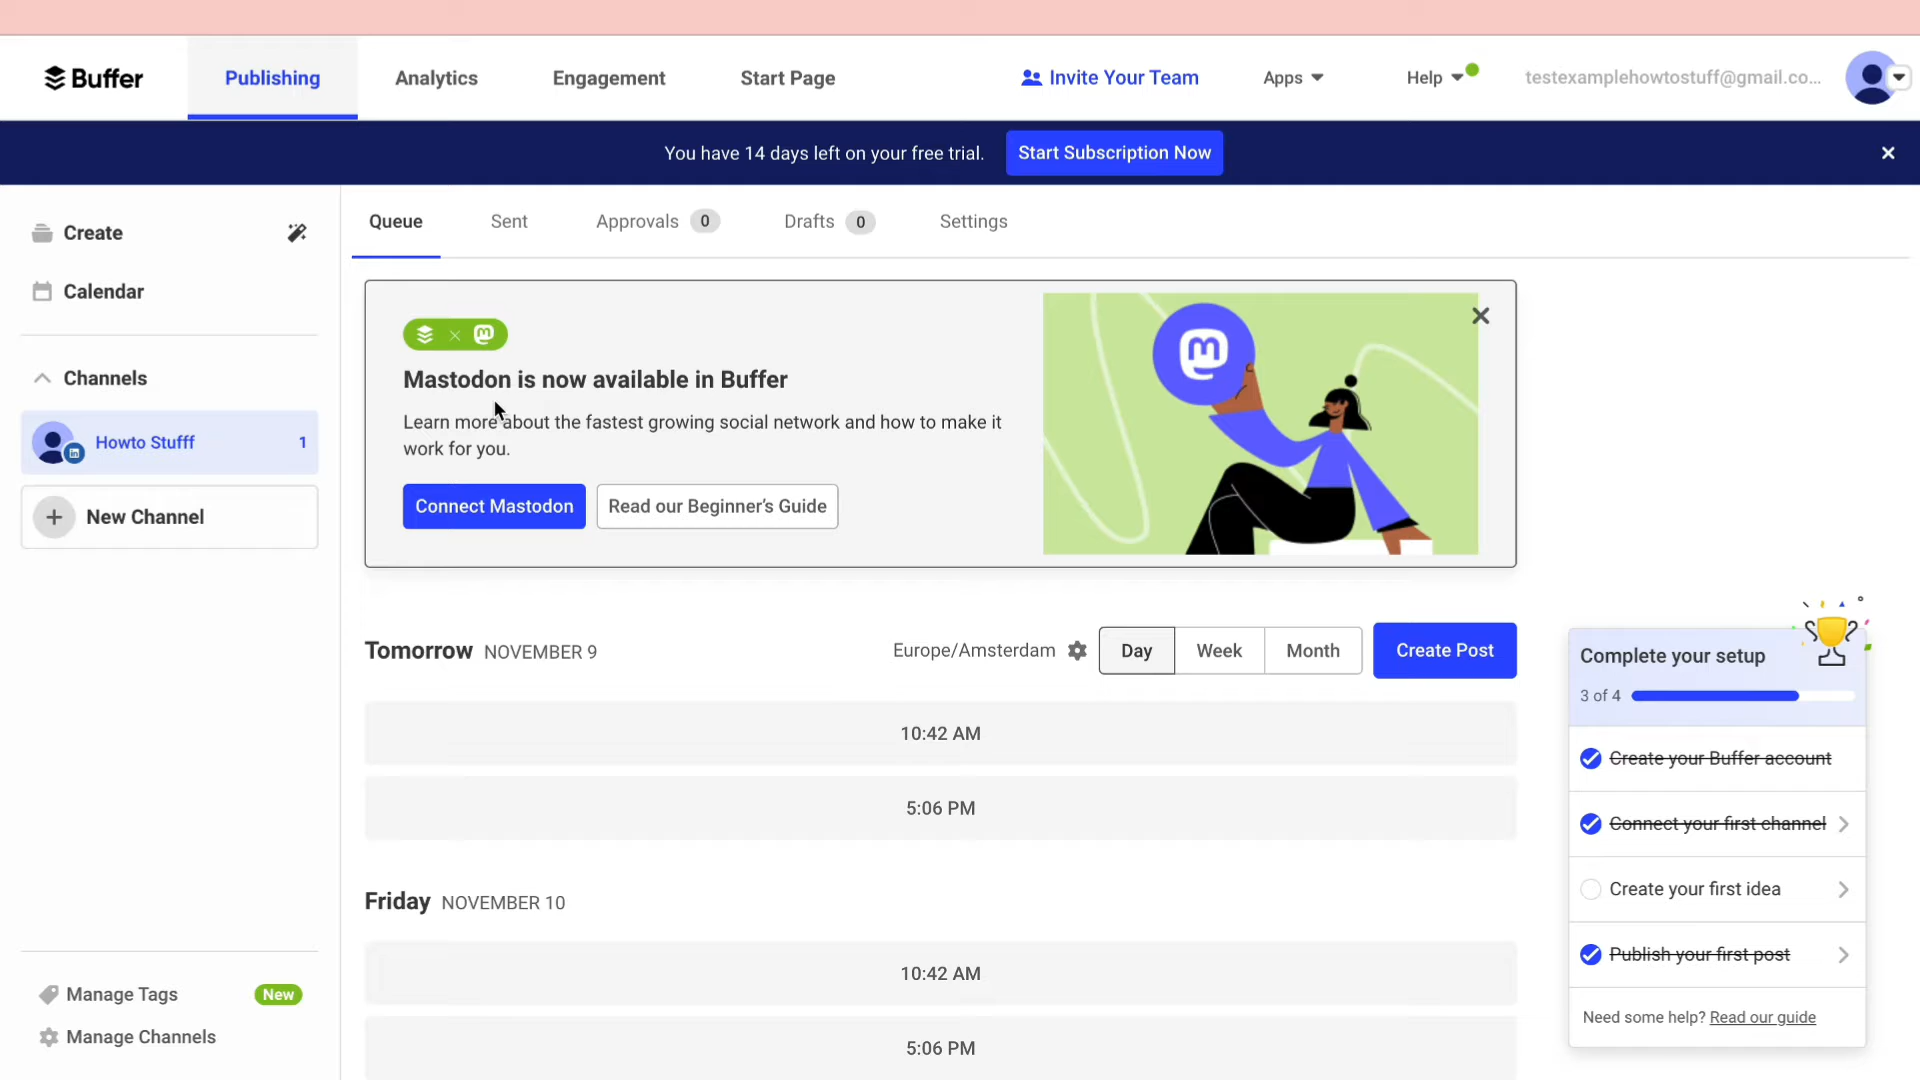 Buffer
Publishing
Analytics
Engagement
Start Page
Invite Your Team
Apps
Help
testexamplehowtostuff@gmail.co...
You have 14 days left on your free trial.
Start Subscription Now
Create
Calendar
Channels
Howto Stufff 1
New Channel
Manage Tags New
Manage Channels
Queue
Sent
Approvals 0
Drafts 0
Settings
Mastodon is now available in Buffer
Learn more about the fastest growing social network and how to make it
work for you.
Connect Mastodon
Read our Beginner's Guide
Tomorrow NOVEMBER 9
Europe/Amsterdam
Day
Week
Month
Create Post
10:42 AM
5:06 PM
Friday NOVEMBER 10
10:42 AM
5:06 PM
Complete your setup
3 of 4
Create your Buffer account
Connect your first channel
Create your first idea
Publish your first post
Need some help? Read our guide